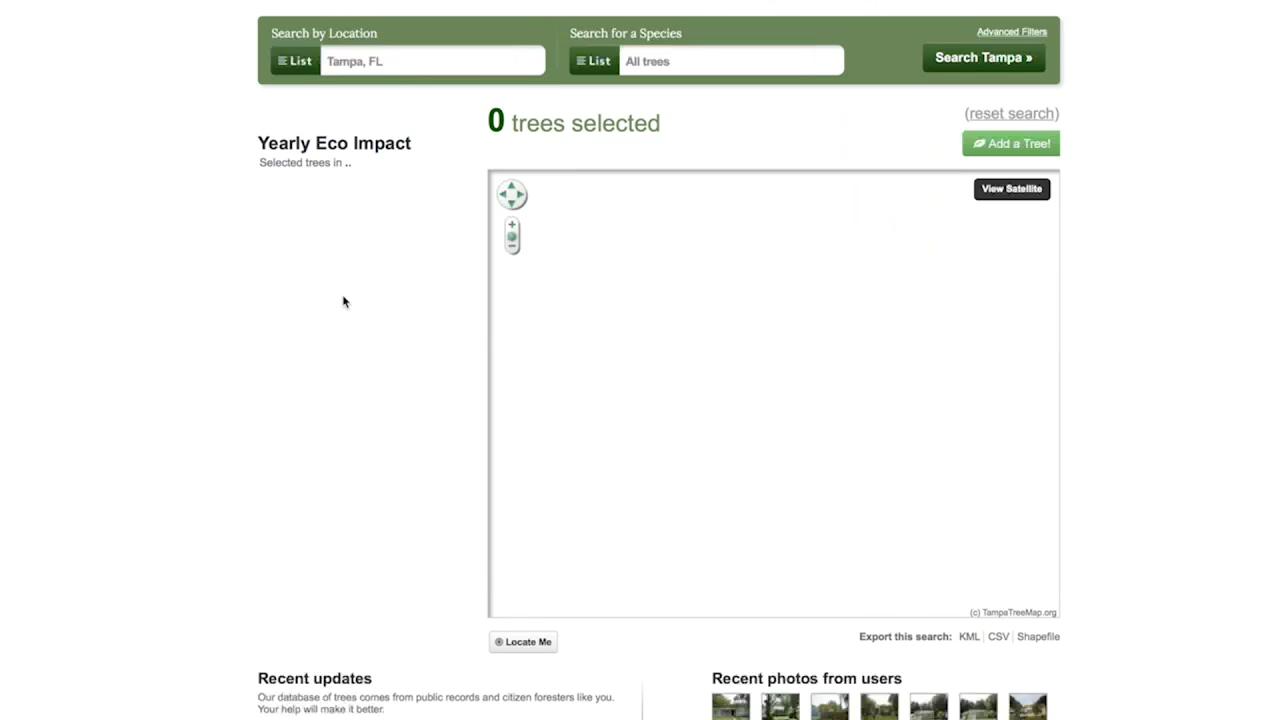 Search by Location
Search for a Species
Advanced Filters
List
Tampa, FL
List
All trees
Search Tampa »
0 trees selected
(reset search)
Yearly Eco Impact
Selected trees in ..
Add a Tree!
View Satellite
+
−
(c) TampaTreeMap.org
Locate Me
Export this search: KML CSV Shapefile
Recent updates
Our database of trees comes from public records and citizen foresters like you.
Your help will make it better.
Recent photos from users